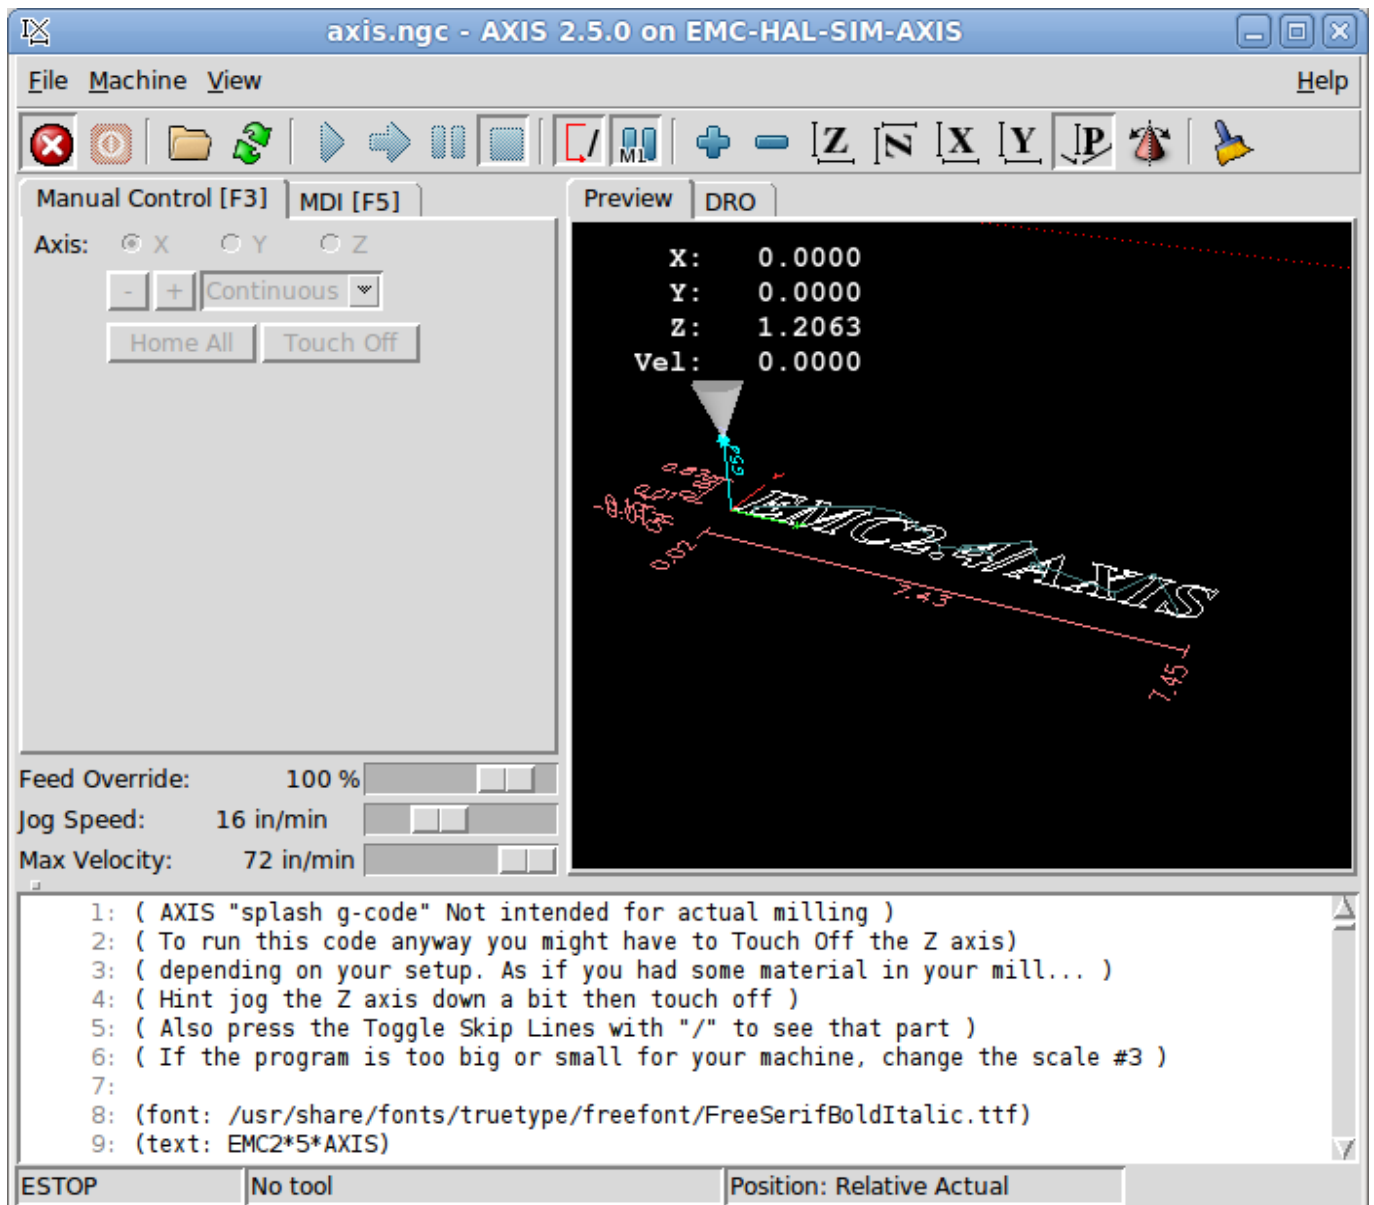 axis.ngc - AXIS 2.5.0 on EMC-HAL-SIM-AXIS
File Machine View Help
M1 Z N X Y P
Manual Control [F3] MDI [F5]
Preview DRO
Axis: X Y Z
- + Continuous
Home All Touch Off
X: 0.0000
Y: 0.0000
Z: 1.2063
Vel: 0.0000
EMC2.4/AXIS
0.02
7.43
7.45
Feed Override: 100 %
Jog Speed: 16 in/min
Max Velocity: 72 in/min
1: ( AXIS "splash g-code" Not intended for actual milling )
2: ( To run this code anyway you might have to Touch Off the Z axis)
3: ( depending on your setup. As if you had some material in your mill... )
4: ( Hint jog the Z axis down a bit then touch off )
5: ( Also press the Toggle Skip Lines with "/" to see that part )
6: ( If the program is too big or small for your machine, change the scale #3 )
7:
8: (font: /usr/share/fonts/truetype/freefont/FreeSerifBoldItalic.ttf)
9: (text: EMC2*5*AXIS)
ESTOP No tool Position: Relative Actual